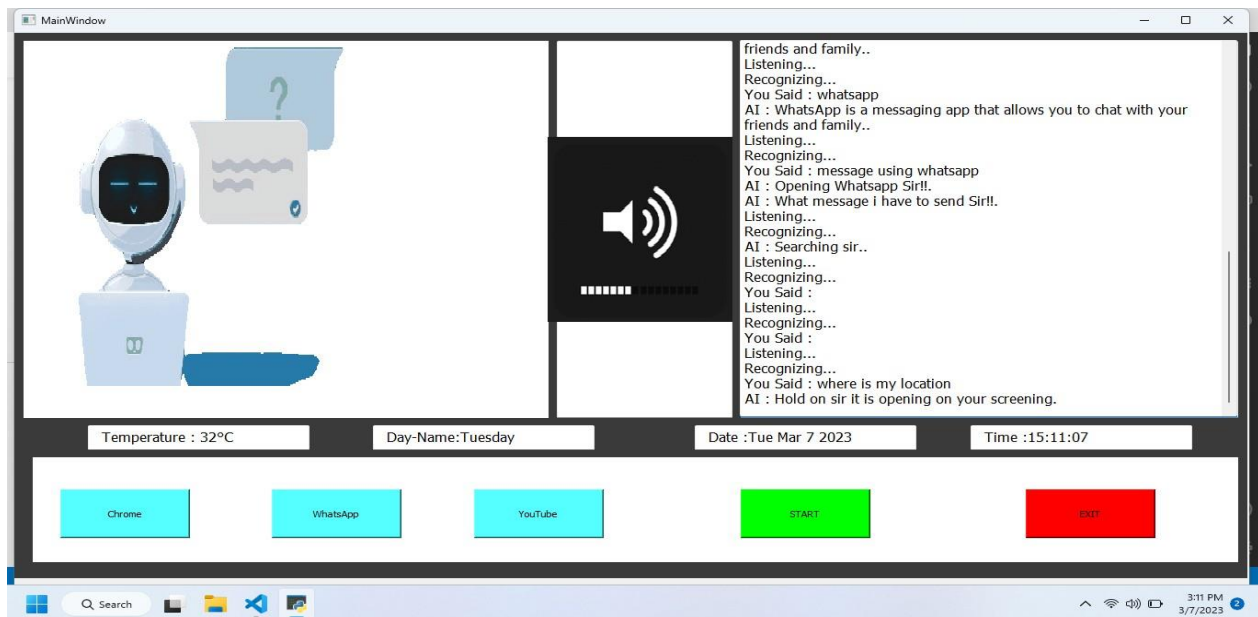 MainWindow
?
friends and family..
Listening...
Recognizing...
You Said : whatsapp
AI : WhatsApp is a messaging app that allows you to chat with your
friends and family..
Listening...
Recognizing...
You Said : message using whatsapp
AI : Opening Whatsapp Sir!!.
AI : What message i have to send Sir!!.
Listening...
Recognizing...
AI : Searching sir..
Listening...
Recognizing...
You Said :
Listening...
Recognizing...
You Said :
Listening...
Recognizing...
You Said : where is my location
AI : Hold on sir it is opening on your screening.
Temperature : 32°C
Day-Name:Tuesday
Date :Tue Mar 7 2023
Time :15:11:07
Chrome
WhatsApp
YouTube
START
EXIT
Search
3:11 PM
3/7/2023
2